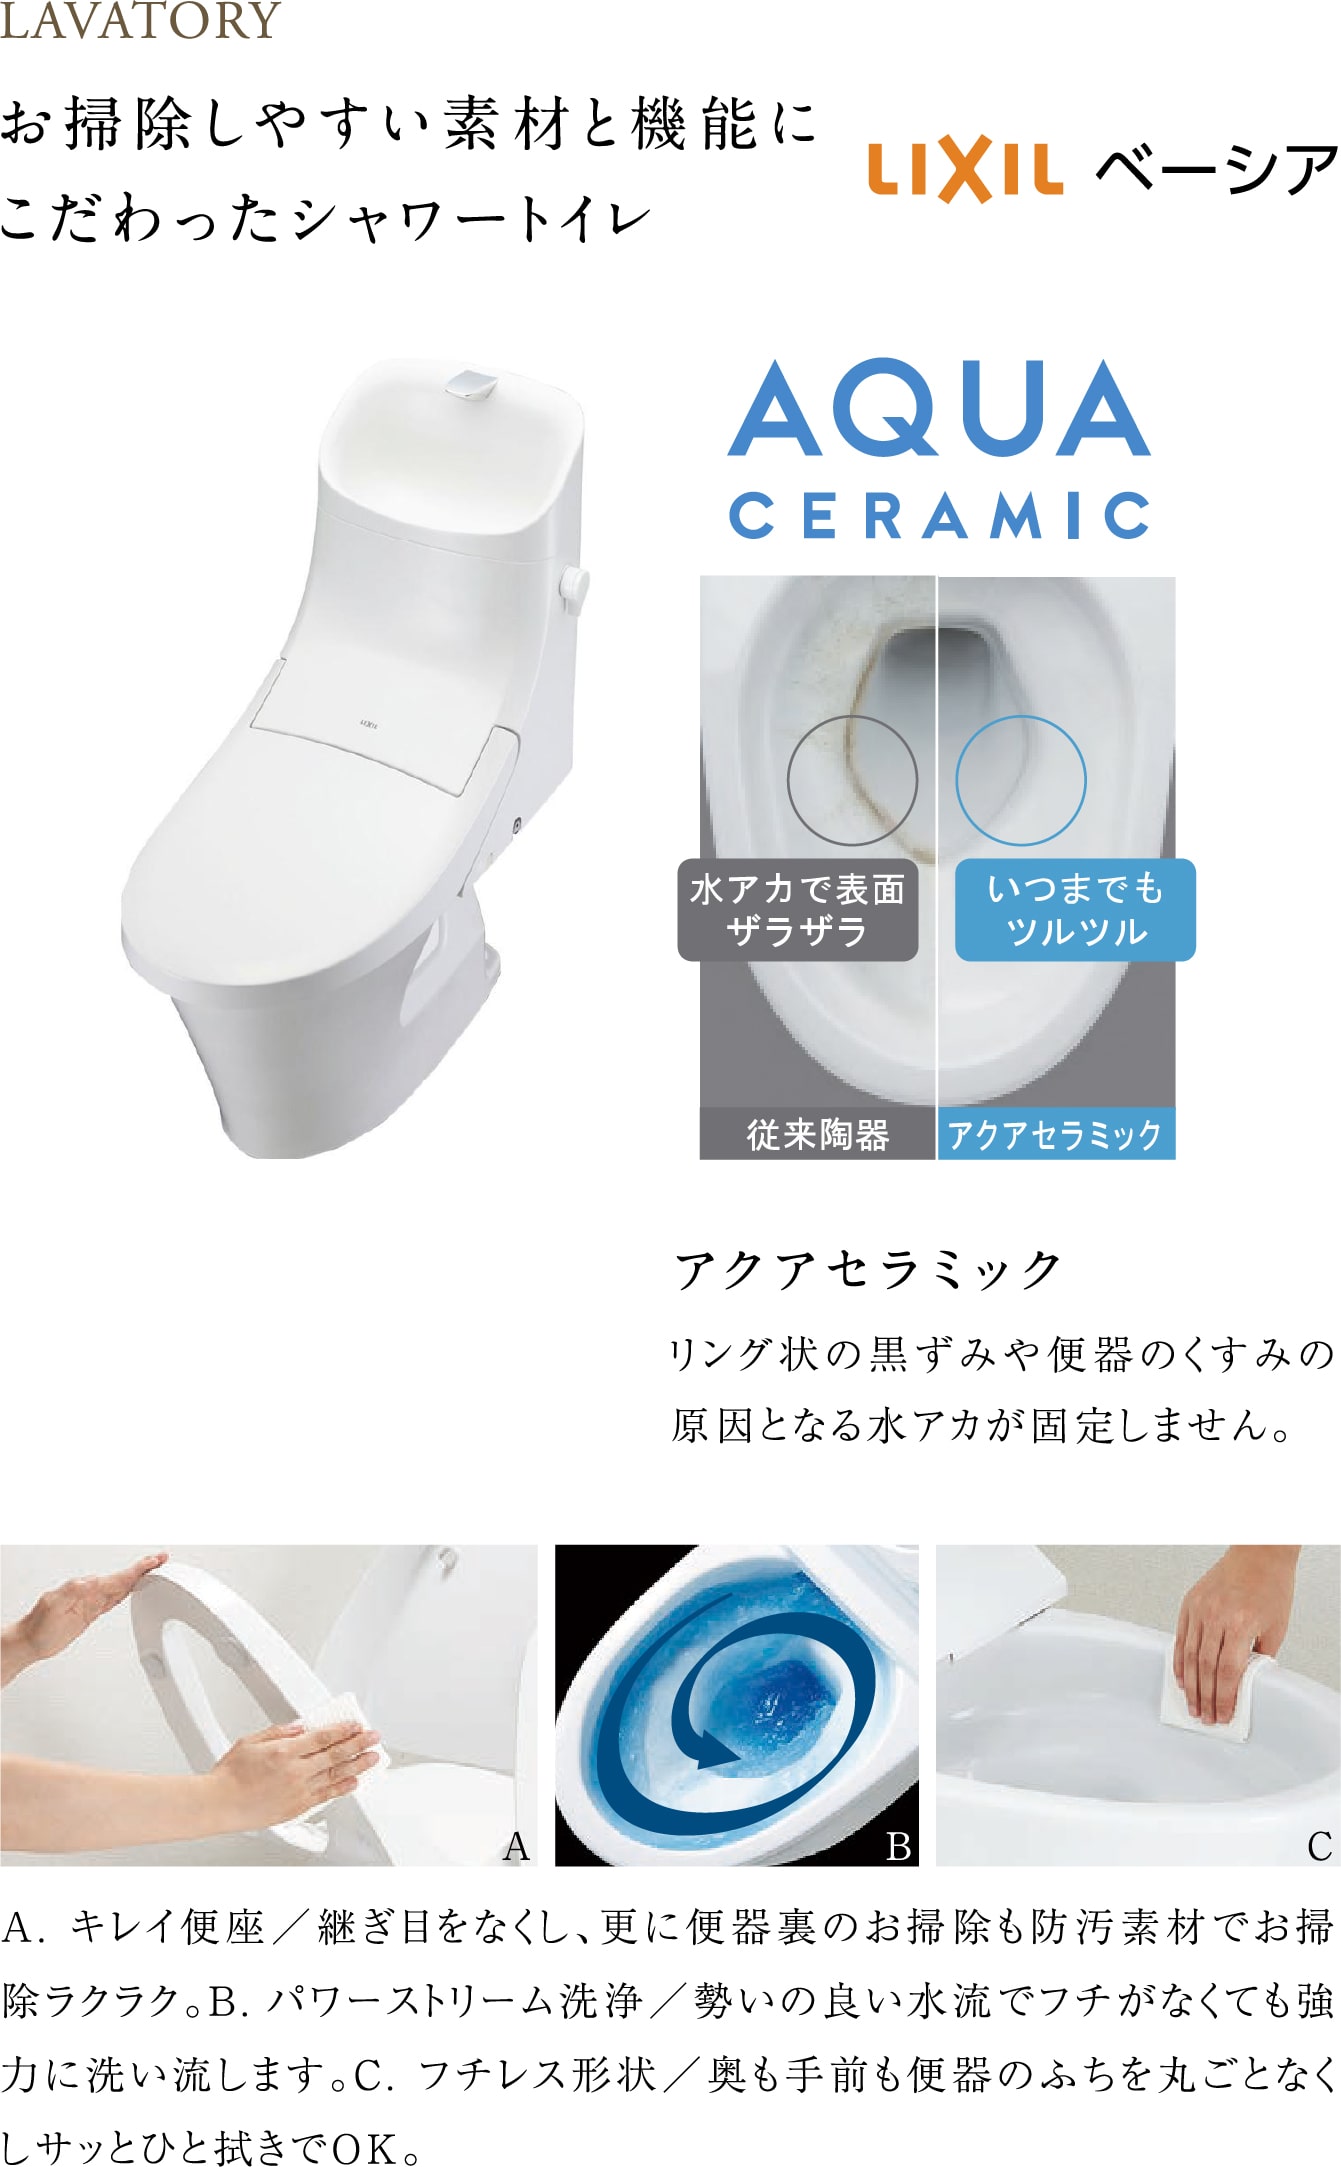 LAVATORY
お掃除しやすい素材と機能に
こだわったシャワートイレ
LIXIL ベーシア
AQUA
CERAMIC
LIXIL
水アカで表面
ザラザラ
いつまでも
ツルツル
従来陶器
アクアセラミック
アクアセラミック
リング状の黒ずみや便器のくすみの
原因となる水アカが固定しません。
A
B
C
A. キレイ便座／継ぎ目をなくし、更に便器裏のお掃除も防汚素材でお掃
除ラクラク。B. パワーストリーム洗浄／勢いの良い水流でフチがなくても強
力に洗い流します。C. フチレス形状／奥も手前も便器のふちを丸ごとなく
しサッとひと拭きでOK。